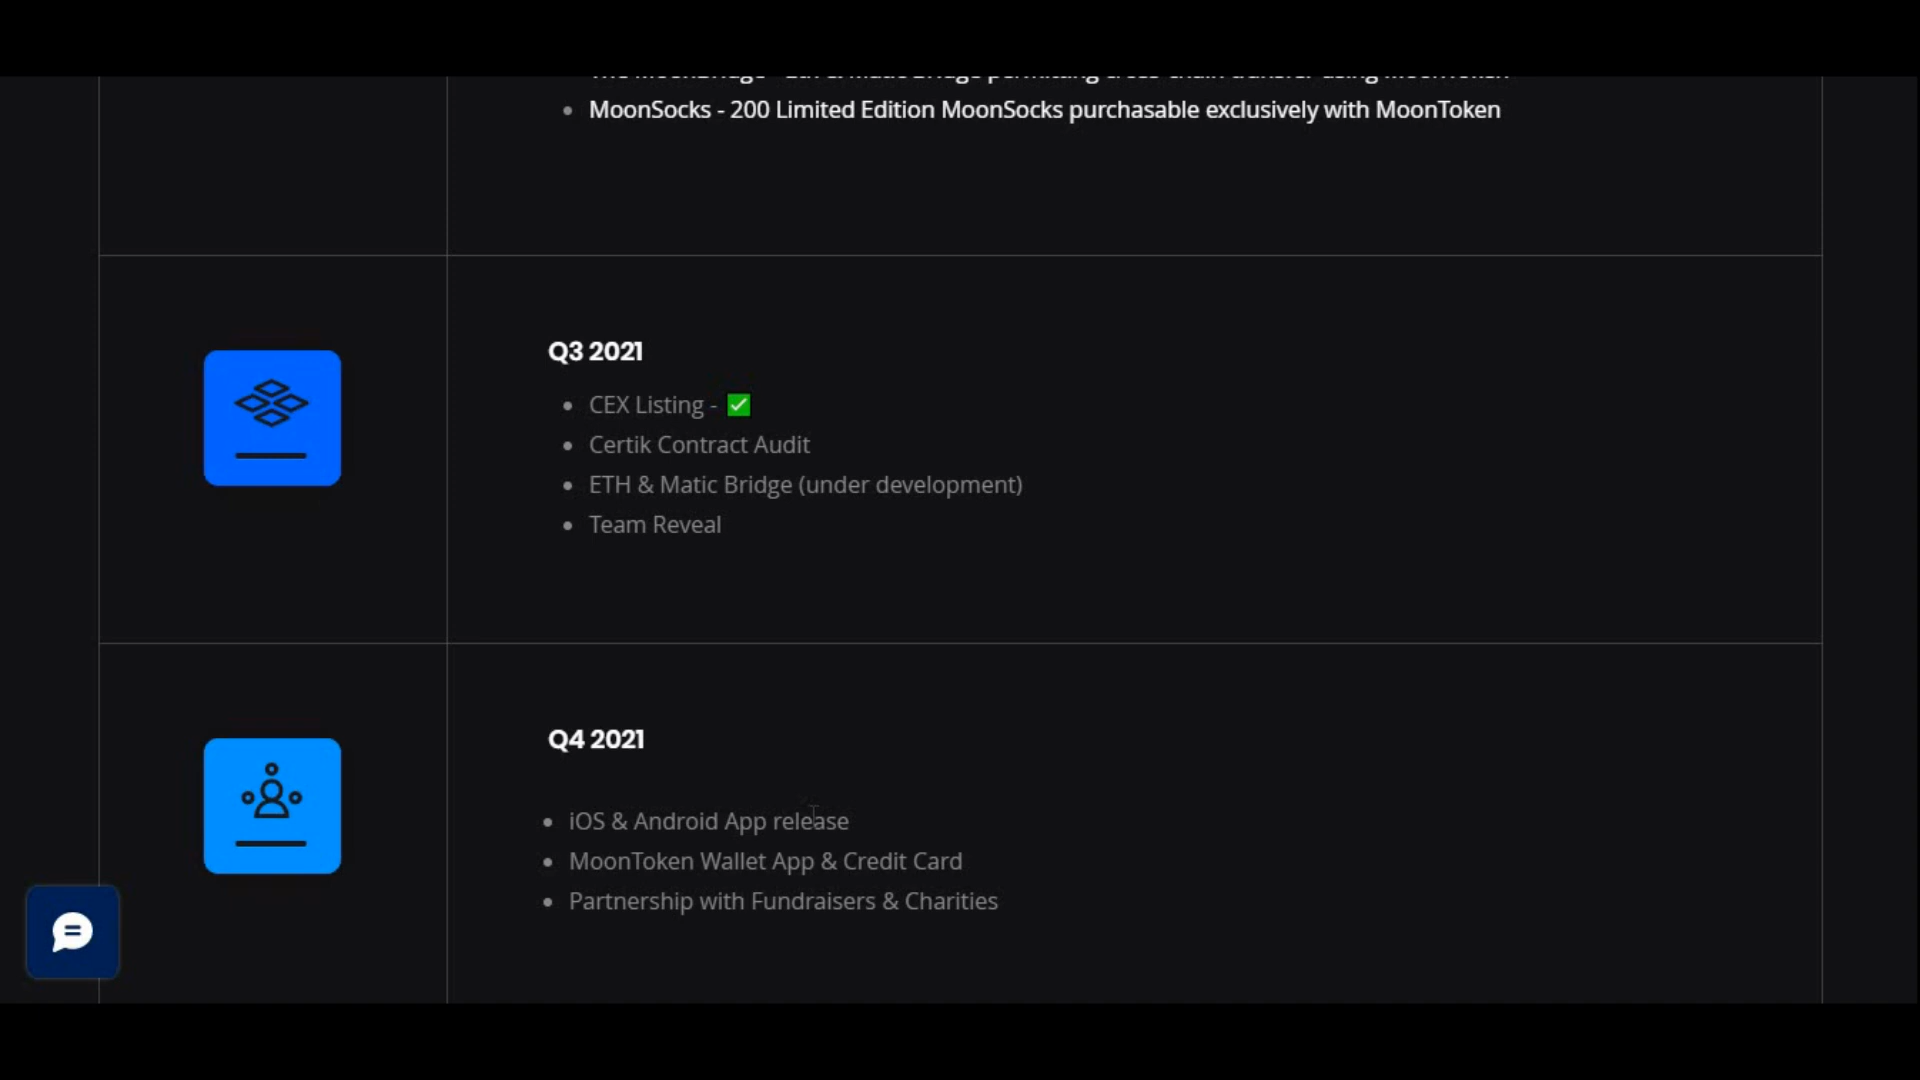 MoonSocks - 200 Limited Edition MoonSocks purchasable exclusively with MoonToken
Q3 2021
CEX Listing - ✅
Certik Contract Audit
ETH & Matic Bridge (under development)
Team Reveal
Q4 2021
iOS & Android App release
MoonToken Wallet App & Credit Card
Partnership with Fundraisers & Charities